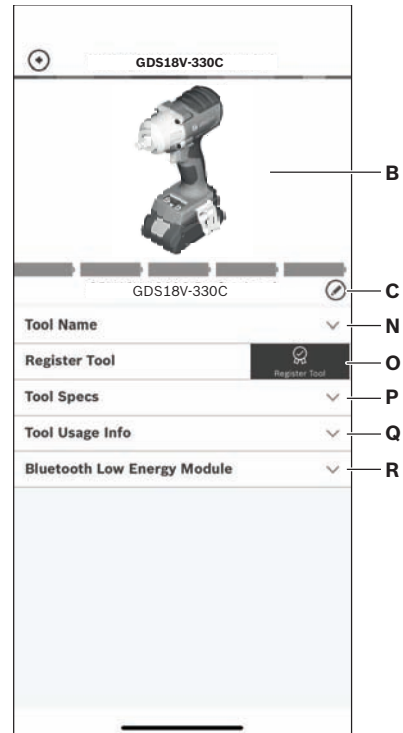 GDS18V-330C
B
GDS18V-330C
C
Tool Name
N
Register Tool
Register Tool
O
Tool Specs
P
Tool Usage Info
Q
Bluetooth Low Energy Module
R